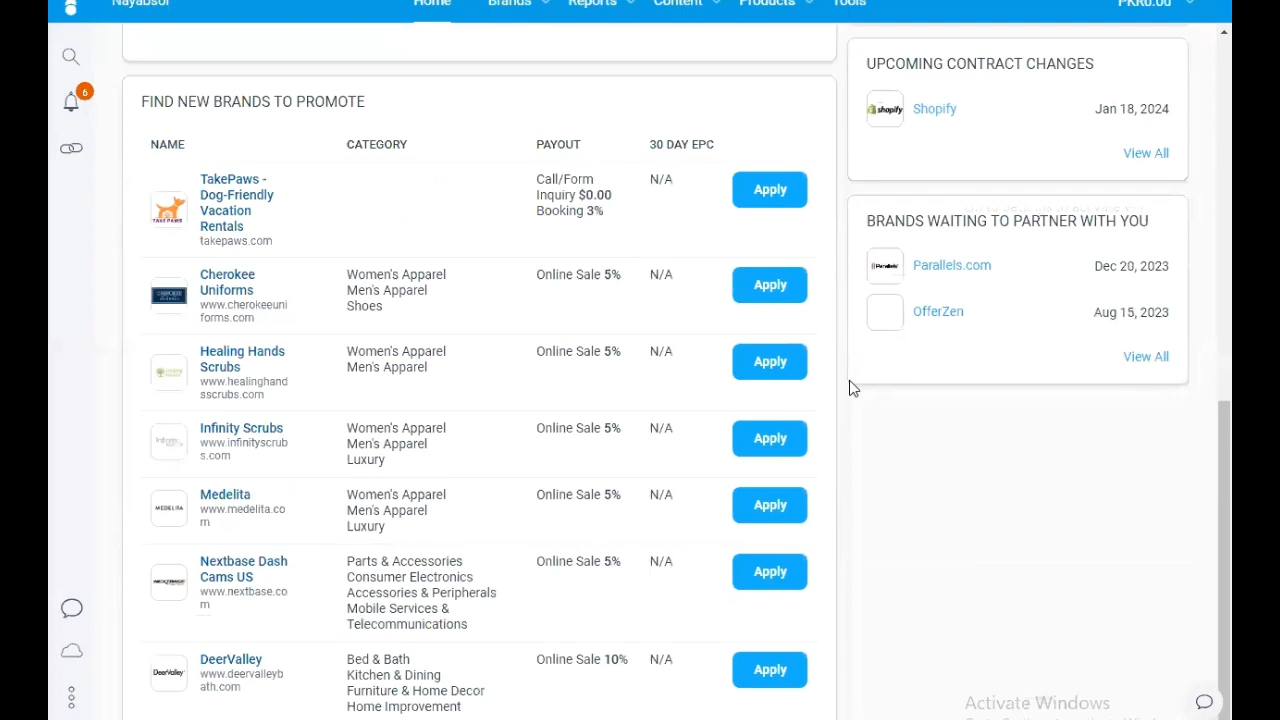 Nayabsol
Home
Brands
Reports
Content
Products
Tools
PKR0.00
6
FIND NEW BRANDS TO PROMOTE
NAME
CATEGORY
PAYOUT
30 DAY EPC
TakePaws -
Dog-Friendly
Vacation
Rentals
takepaws.com
Call/Form
Inquiry $0.00
Booking 3%
N/A
Apply
Cherokee
Uniforms
www.cherokeeuni
forms.com
Women's Apparel
Men's Apparel
Shoes
Online Sale 5%
N/A
Apply
Healing Hands
Scrubs
www.healinghand
sscrubs.com
Women's Apparel
Men's Apparel
Online Sale 5%
N/A
Apply
Infinity Scrubs
www.infinityscrub
s.com
Women's Apparel
Men's Apparel
Luxury
Online Sale 5%
N/A
Apply
MEDELITA
Medelita
www.medelita.co
m
Women's Apparel
Men's Apparel
Luxury
Online Sale 5%
N/A
Apply
Nextbase Dash
Cams US
www.nextbase.co
m
Parts & Accessories
Consumer Electronics
Accessories & Peripherals
Mobile Services &
Telecommunications
Online Sale 5%
N/A
Apply
DeerValley
DeerValley
www.deervalleyb
ath.com
Bed & Bath
Kitchen & Dining
Furniture & Home Decor
Home Improvement
Online Sale 10%
N/A
Apply
UPCOMING CONTRACT CHANGES
shopify
Shopify
Jan 18, 2024
View All
BRANDS WAITING TO PARTNER WITH YOU
Parallels
Parallels.com
Dec 20, 2023
OfferZen
Aug 15, 2023
View All
Activate Windows